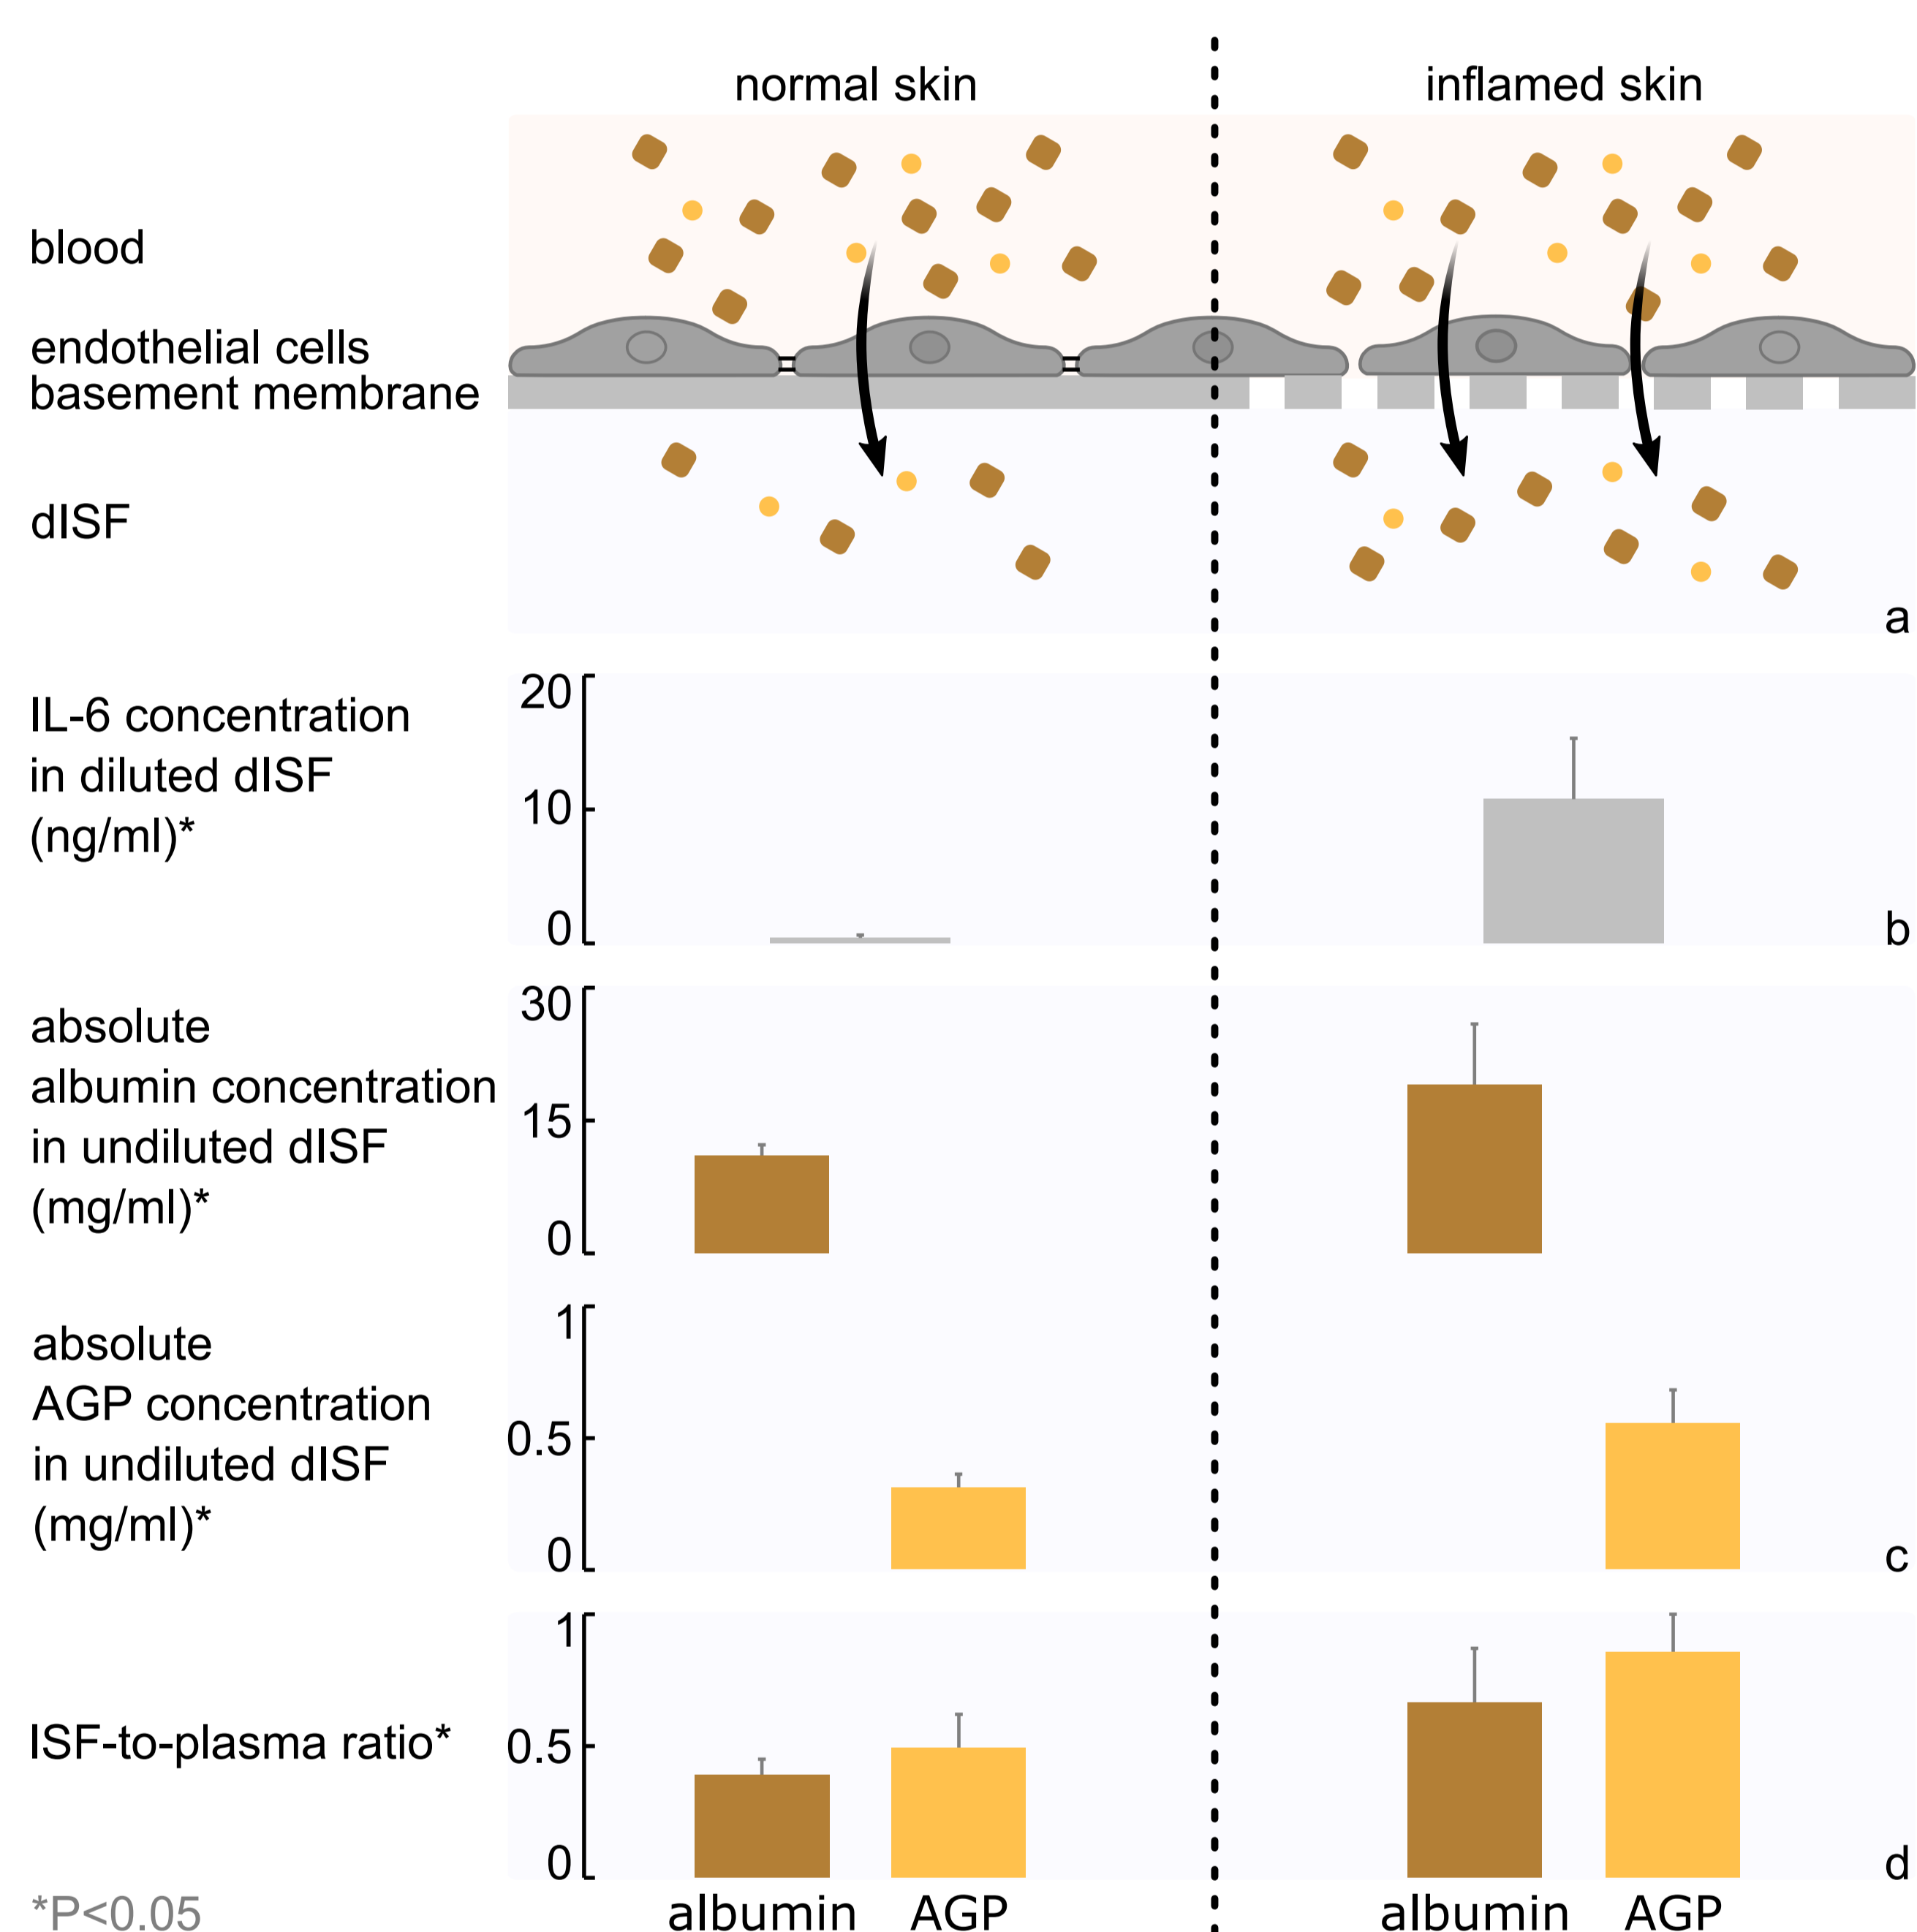 normal skin
inflamed skin
blood
endothelial cells
basement membrane
dISF
a
IL-6 concentration
in diluted dISF
(ng/ml)*
20
10
0
b
absolute
albumin concentration
in undiluted dISF
(mg/ml)*
30
15
0
absolute
AGP concentration
in undiluted dISF
(mg/ml)*
1
0.5
0
c
ISF-to-plasma ratio*
1
0.5
0
d
*P<0.05
albumin
AGP
albumin
AGP